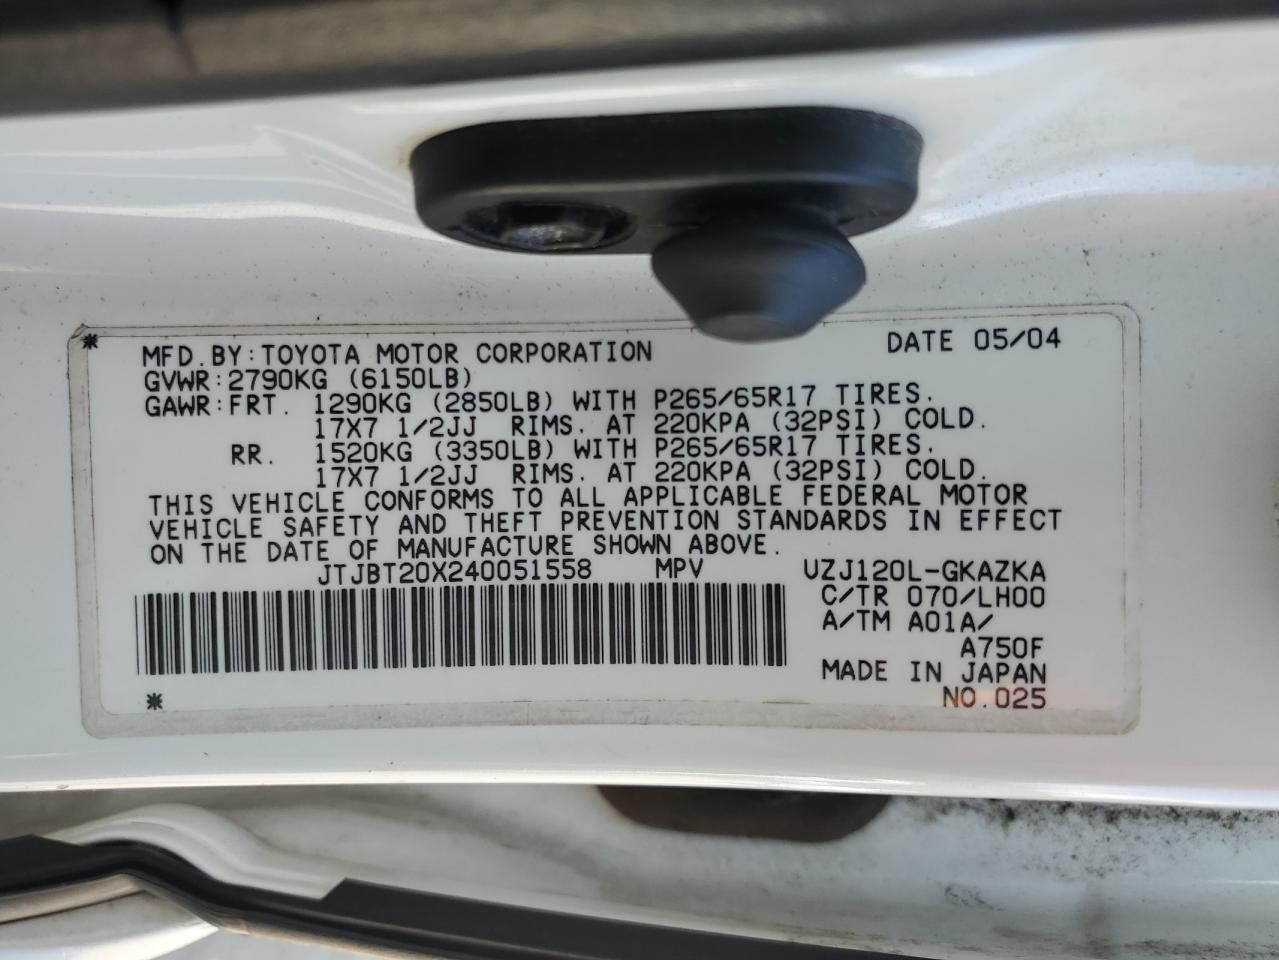 * MFD.BY:TOYOTA MOTOR CORPORATION DATE 05/04
GVWR:2790KG (6150LB)
GAWR:FRT. 1290KG (2850LB) WITH P265/65R17 TIRES.
17X7 1/2JJ RIMS. AT 220KPA (32PSI) COLD.
RR. 1520KG (3350LB) WITH P265/65R17 TIRES.
17X7 1/2JJ RIMS. AT 220KPA (32PSI) COLD.
THIS VEHICLE CONFORMS TO ALL APPLICABLE FEDERAL MOTOR
VEHICLE SAFETY AND THEFT PREVENTION STANDARDS IN EFFECT
ON THE DATE OF MANUFACTURE SHOWN ABOVE.
JTJBT20X240051558 MPV UZJ120L-GKAZKA
C/TR 070/LH00
A/TM A01A/
A750F
MADE IN JAPAN
* NO.025